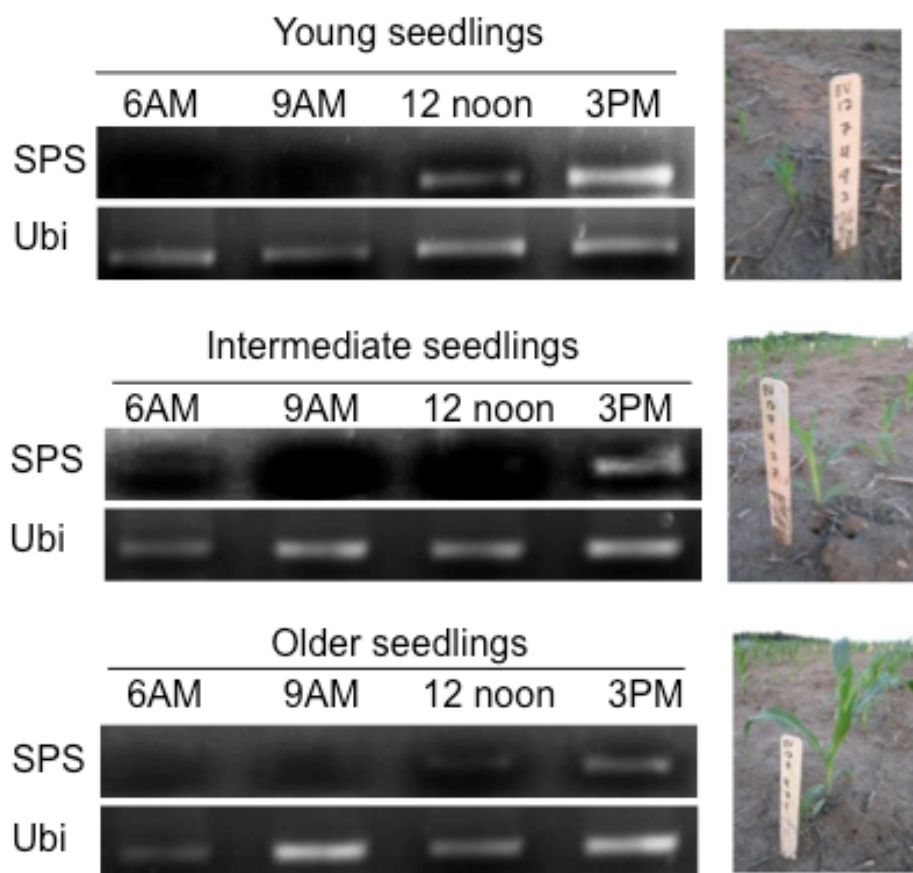 Young seedlings
6AM 9AM 12 noon 3PM
SPS
Ubi
Intermediate seedlings
6AM 9AM 12 noon 3PM
SPS
Ubi
Older seedlings
6AM 9AM 12 noon 3PM
SPS
Ubi